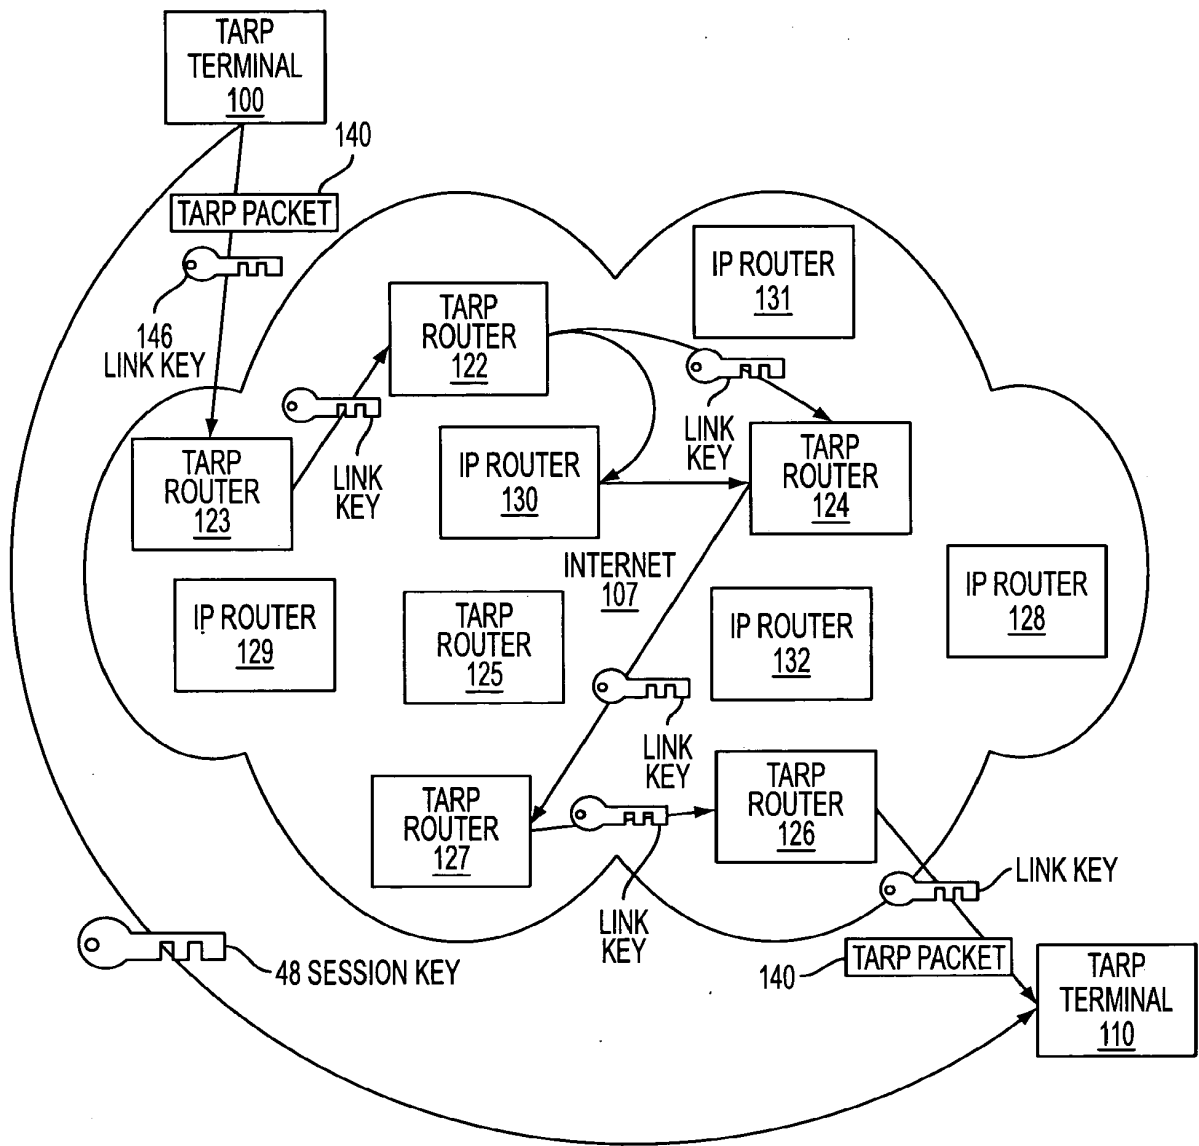 TARP
TERMINAL
100
140
TARP PACKET
146
LINK KEY
IP ROUTER
131
TARP
ROUTER
122
LINK
KEY
LINK
KEY
TARP
ROUTER
123
IP ROUTER
130
TARP
ROUTER
124
INTERNET
107
IP ROUTER
129
TARP
ROUTER
125
IP ROUTER
132
IP ROUTER
128
LINK
KEY
TARP
ROUTER
127
TARP
ROUTER
126
LINK
KEY
LINK KEY
48 SESSION KEY
140
TARP PACKET
TARP
TERMINAL
110